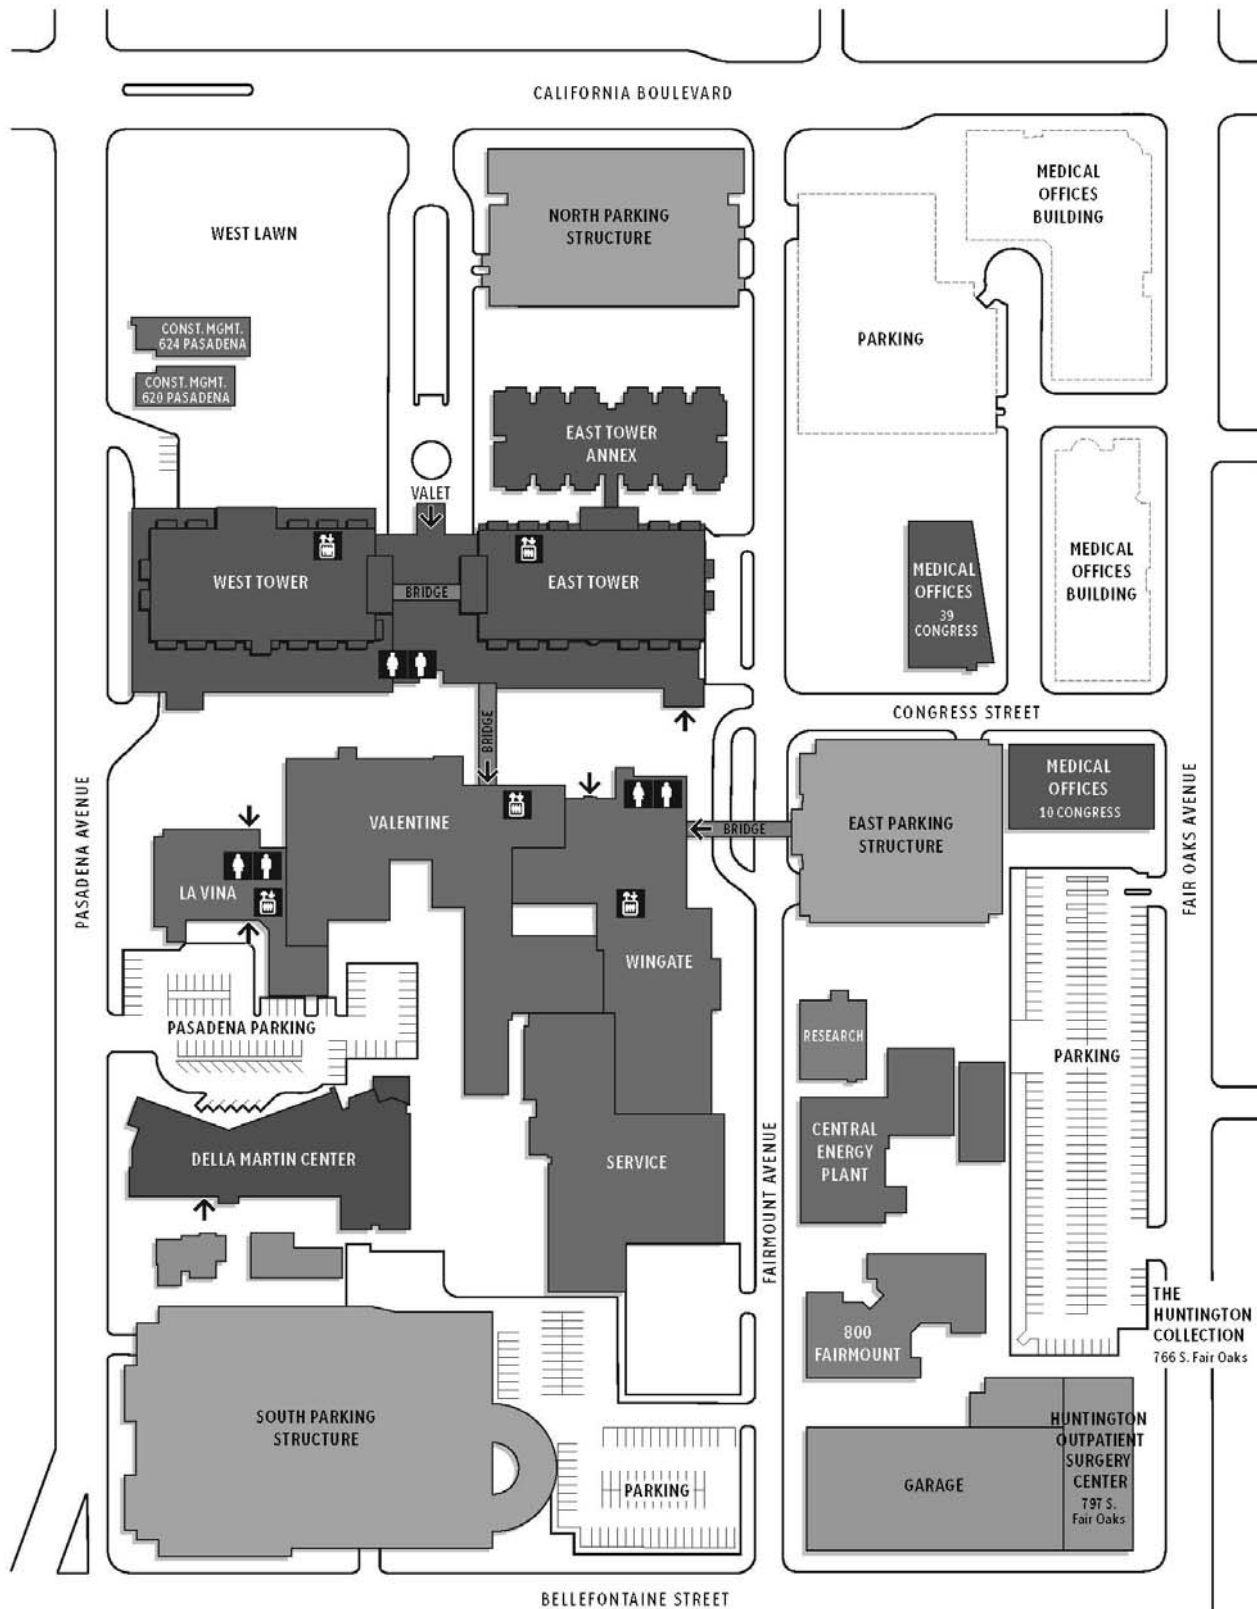 CALIFORNIA BOULEVARD
MEDICAL
OFFICES
BUILDING
NORTH PARKING
STRUCTURE
WEST LAWN
CONST. MGMT.
624 PASADENA
PARKING
CONST. MGMT.
620 PASADENA
EAST TOWER
ANNEX
VALET
WEST TOWER
BRIDGE
EAST TOWER
MEDICAL
OFFICES
39
CONGRESS
MEDICAL
OFFICES
BUILDING
CONGRESS STREET
BRIDGE
PASADENA AVENUE
VALENTINE
LA VINA
BRIDGE
EAST PARKING
STRUCTURE
MEDICAL
OFFICES
10 CONGRESS
FAIR OAKS AVENUE
WINGATE
PASADENA PARKING
RESEARCH
PARKING
DELLA MARTIN CENTER
SERVICE
FAIRMOUNT AVENUE
CENTRAL
ENERGY
PLANT
THE
HUNTINGTON
COLLECTION
766 S. Fair Oaks
800
FAIRMOUNT
SOUTH PARKING
STRUCTURE
PARKING
GARAGE
HUNTINGTON
OUTPATIENT
SURGERY
CENTER
797 S.
Fair Oaks
BELLEFONTAINE STREET